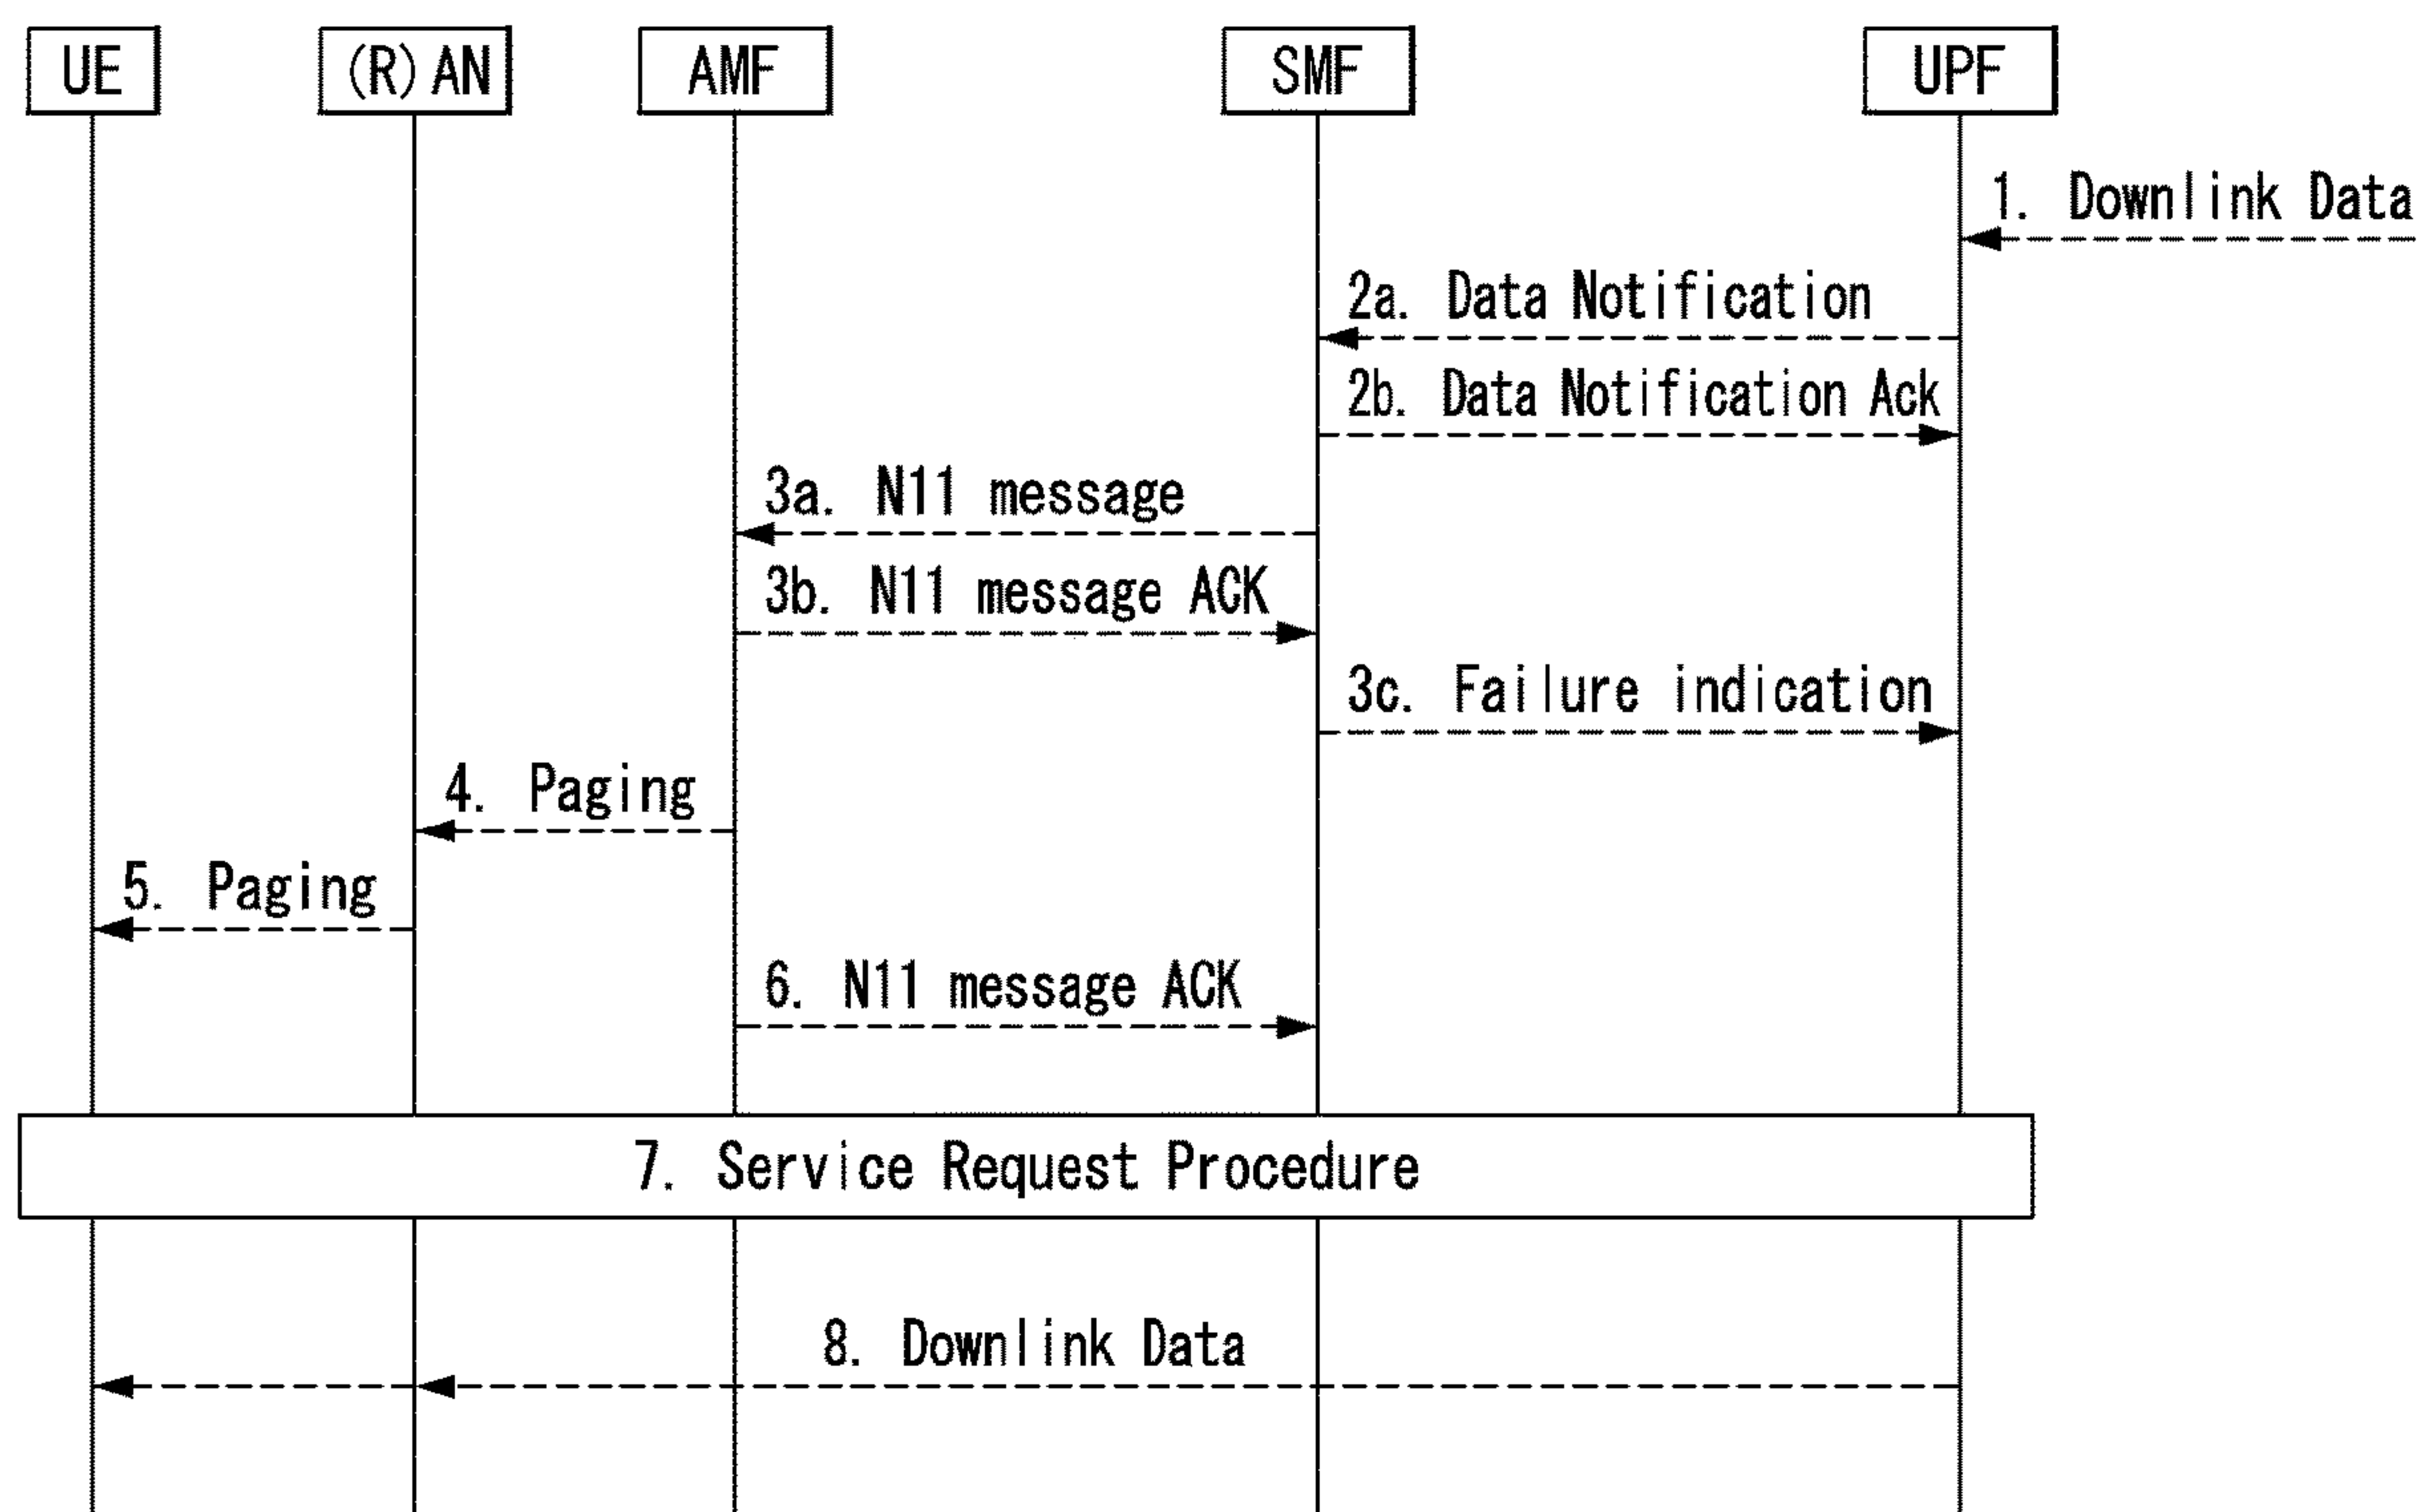 UE (R)AN AMF SMF UPF
1. Downlink Data
2a. Data Notification
2b. Data Notification Ack
3a. N11 message
3b. N11 message ACK
3c. Failure indication
4. Paging
5. Paging
6. N11 message ACK
7. Service Request Procedure
8. Downlink Data